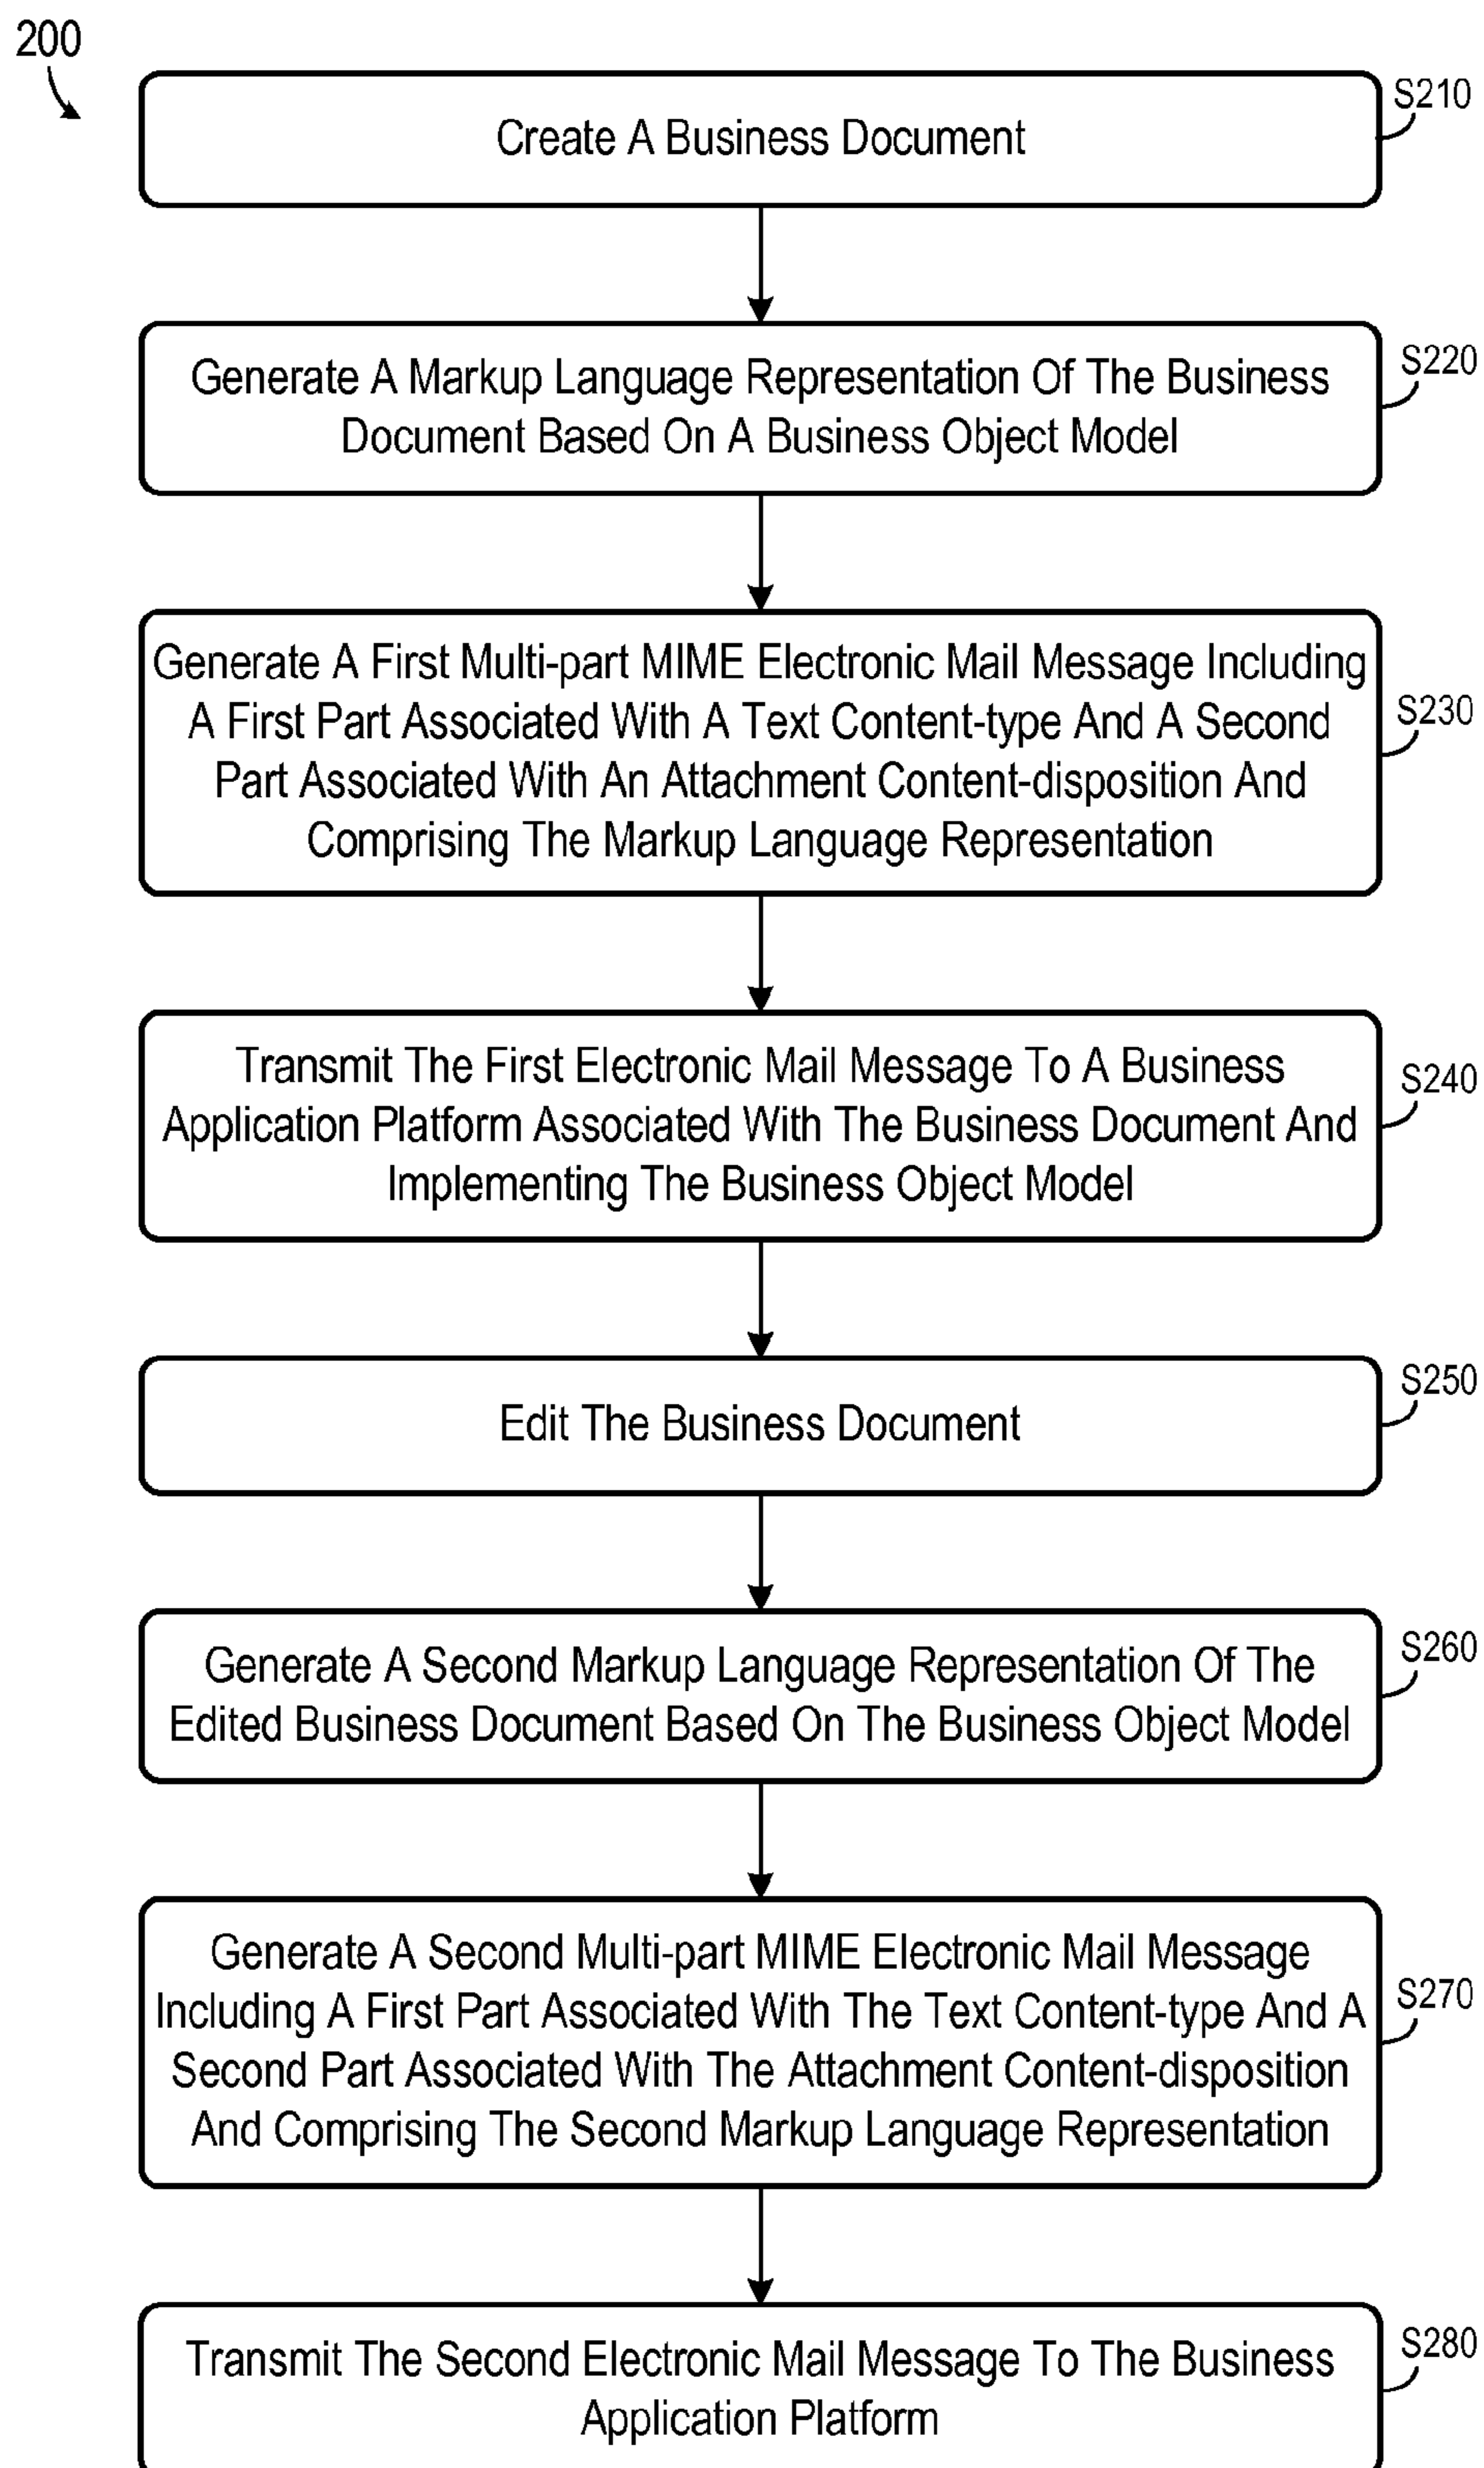 200
S210
Create A Business Document
S220
Generate A Markup Language Representation Of The Business
Document Based On A Business Object Model
S230
Generate A First Multi-part MIME Electronic Mail Message Including
A First Part Associated With A Text Content-type And A Second
Part Associated With An Attachment Content-disposition And
Comprising The Markup Language Representation
S240
Transmit The First Electronic Mail Message To A Business
Application Platform Associated With The Business Document And
Implementing The Business Object Model
S250
Edit The Business Document
S260
Generate A Second Markup Language Representation Of The
Edited Business Document Based On The Business Object Model
S270
Generate A Second Multi-part MIME Electronic Mail Message
Including A First Part Associated With The Text Content-type And A
Second Part Associated With The Attachment Content-disposition
And Comprising The Second Markup Language Representation
S280
Transmit The Second Electronic Mail Message To The Business
Application Platform